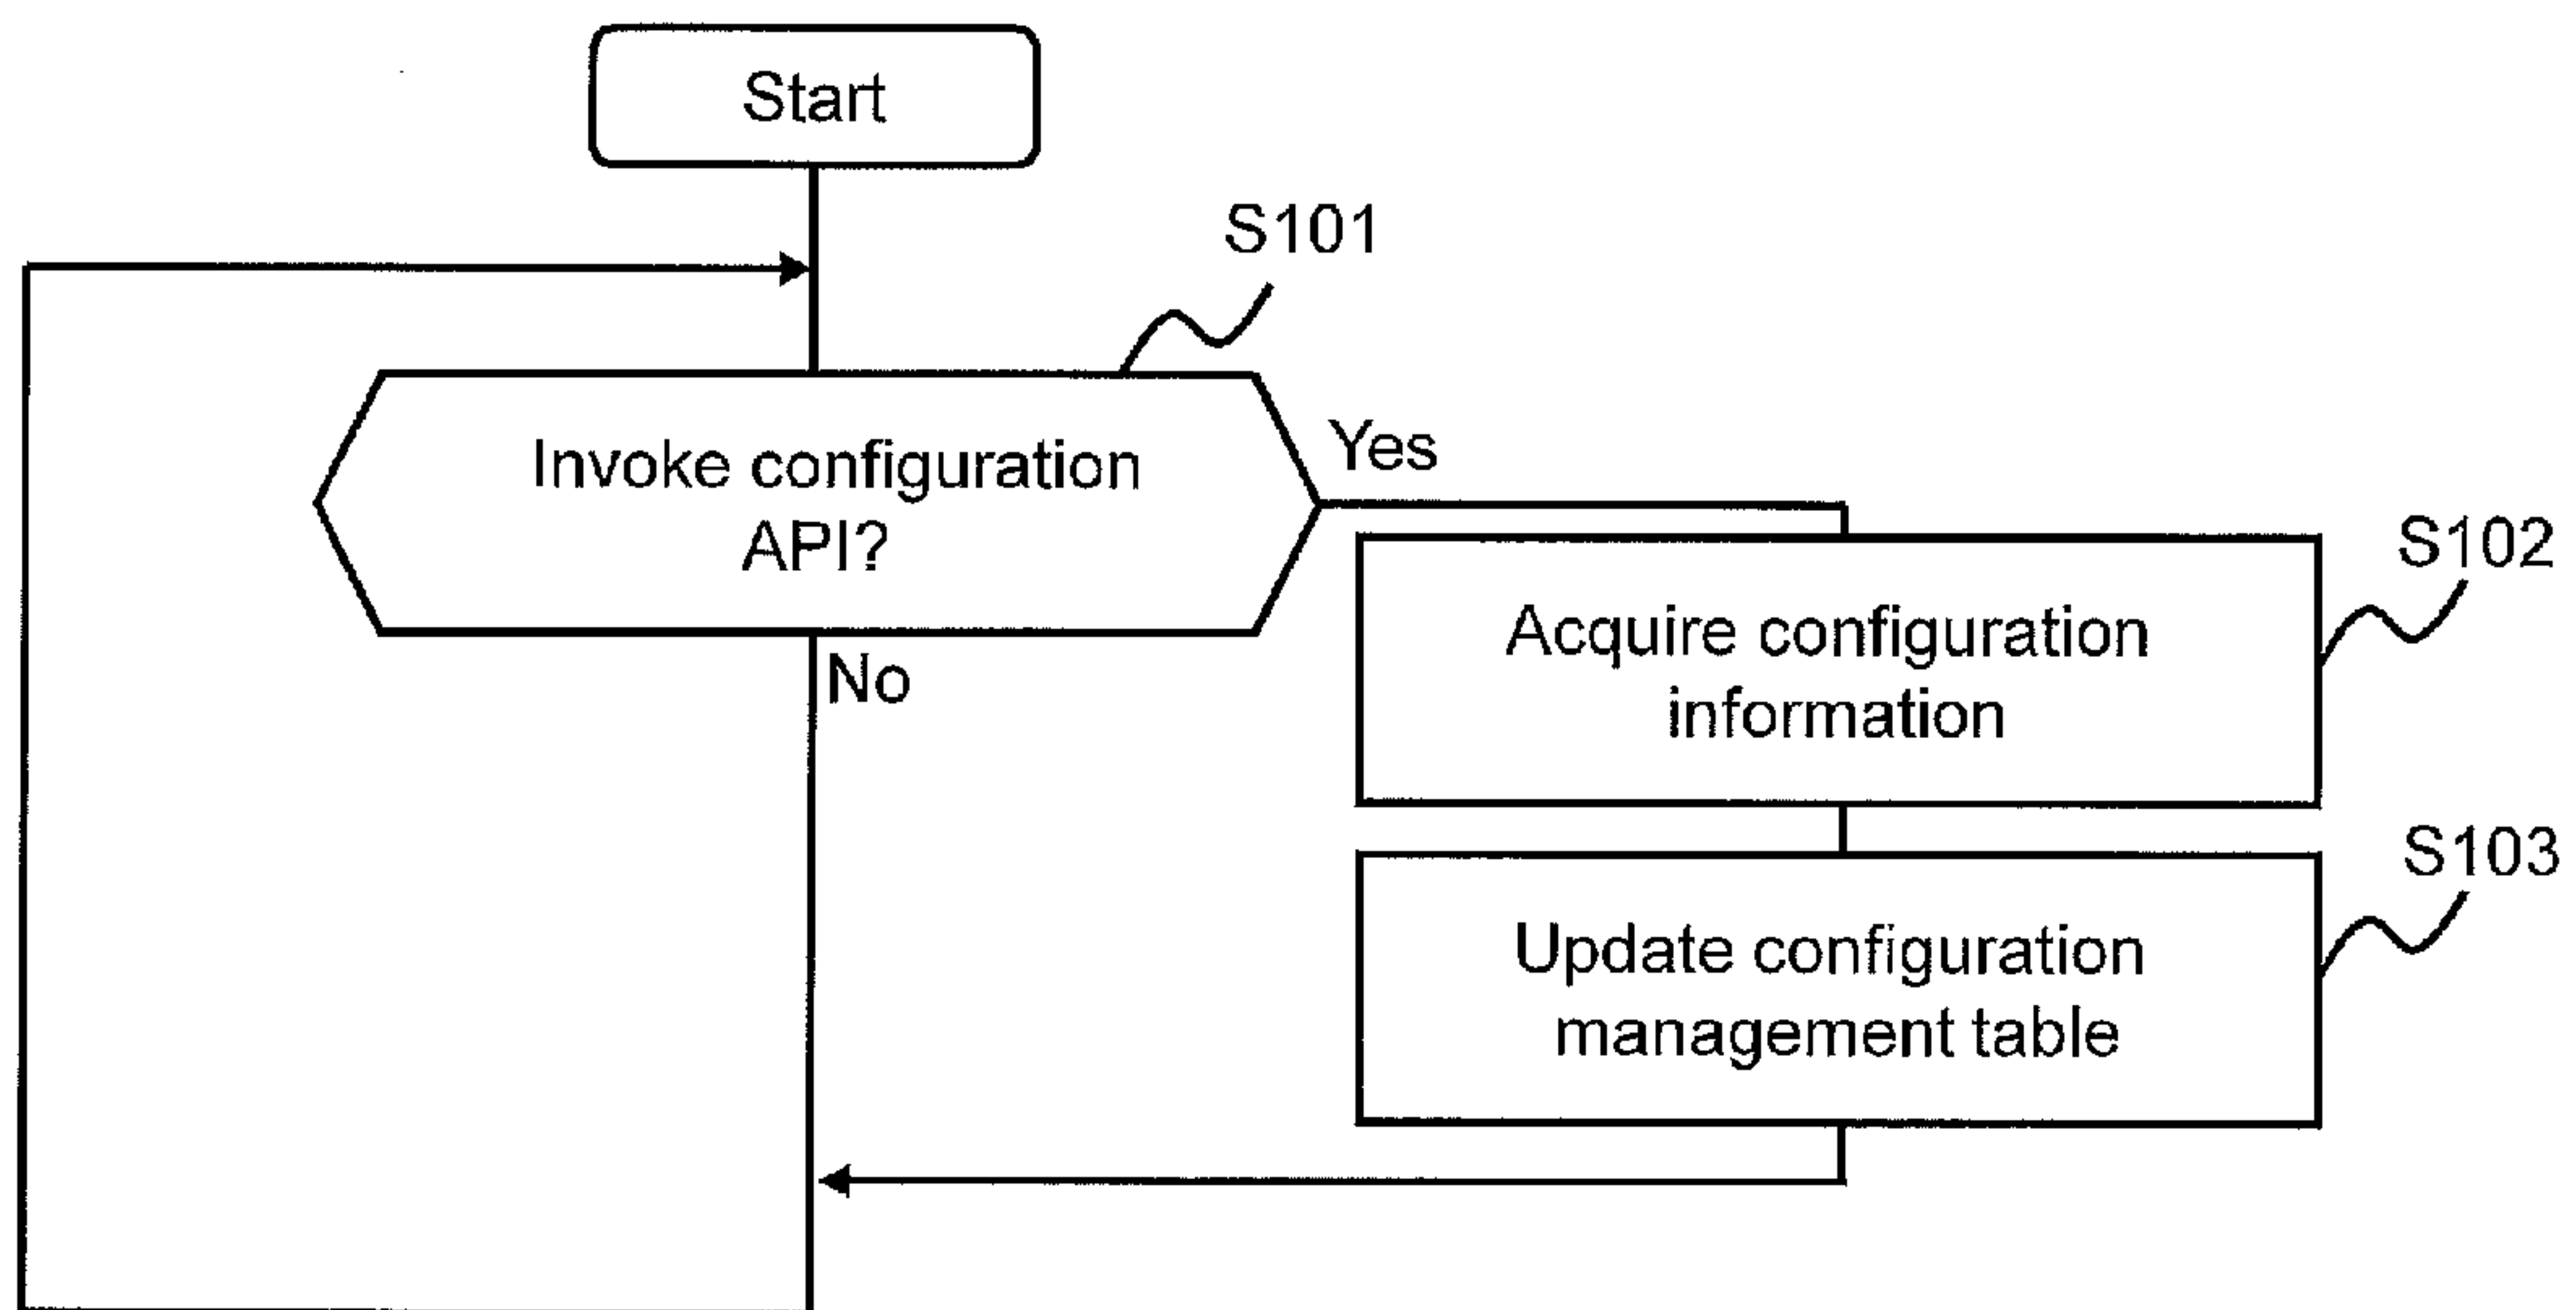 Start
S101
Invoke configuration
API?
Yes
No
S102
Acquire configuration
information
S103
Update configuration
management table